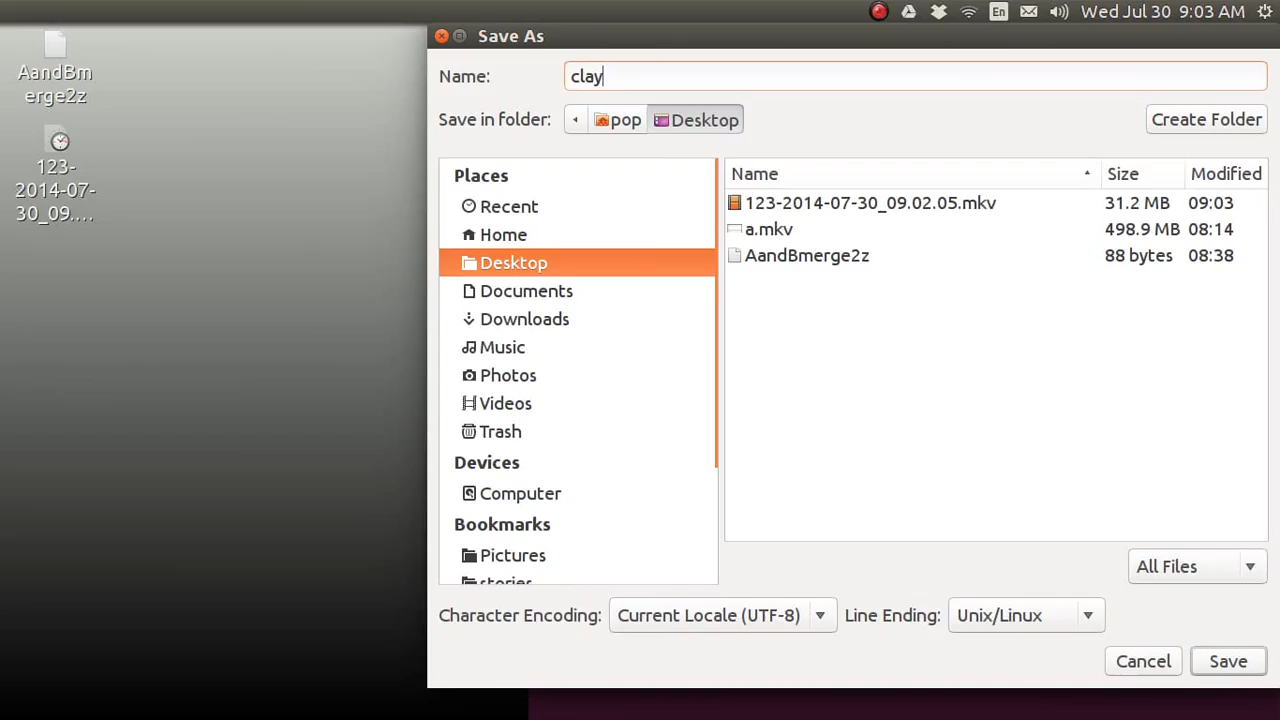 En
Wed Jul 30 9:03 AM
AandBm
erge2z
123-
2014-07-
30_09....
Save As
Name:
clay
Save in folder:
pop
Desktop
Create Folder
Places
Recent
Home
Desktop
Documents
Downloads
Music
Photos
Videos
Trash
Devices
Computer
Bookmarks
Pictures
stories
Name Size Modified
123-2014-07-30_09.02.05.mkv 31.2 MB 09:03
a.mkv 498.9 MB 08:14
AandBmerge2z 88 bytes 08:38
All Files
Character Encoding: Current Locale (UTF-8) Line Ending: Unix/Linux
Cancel Save